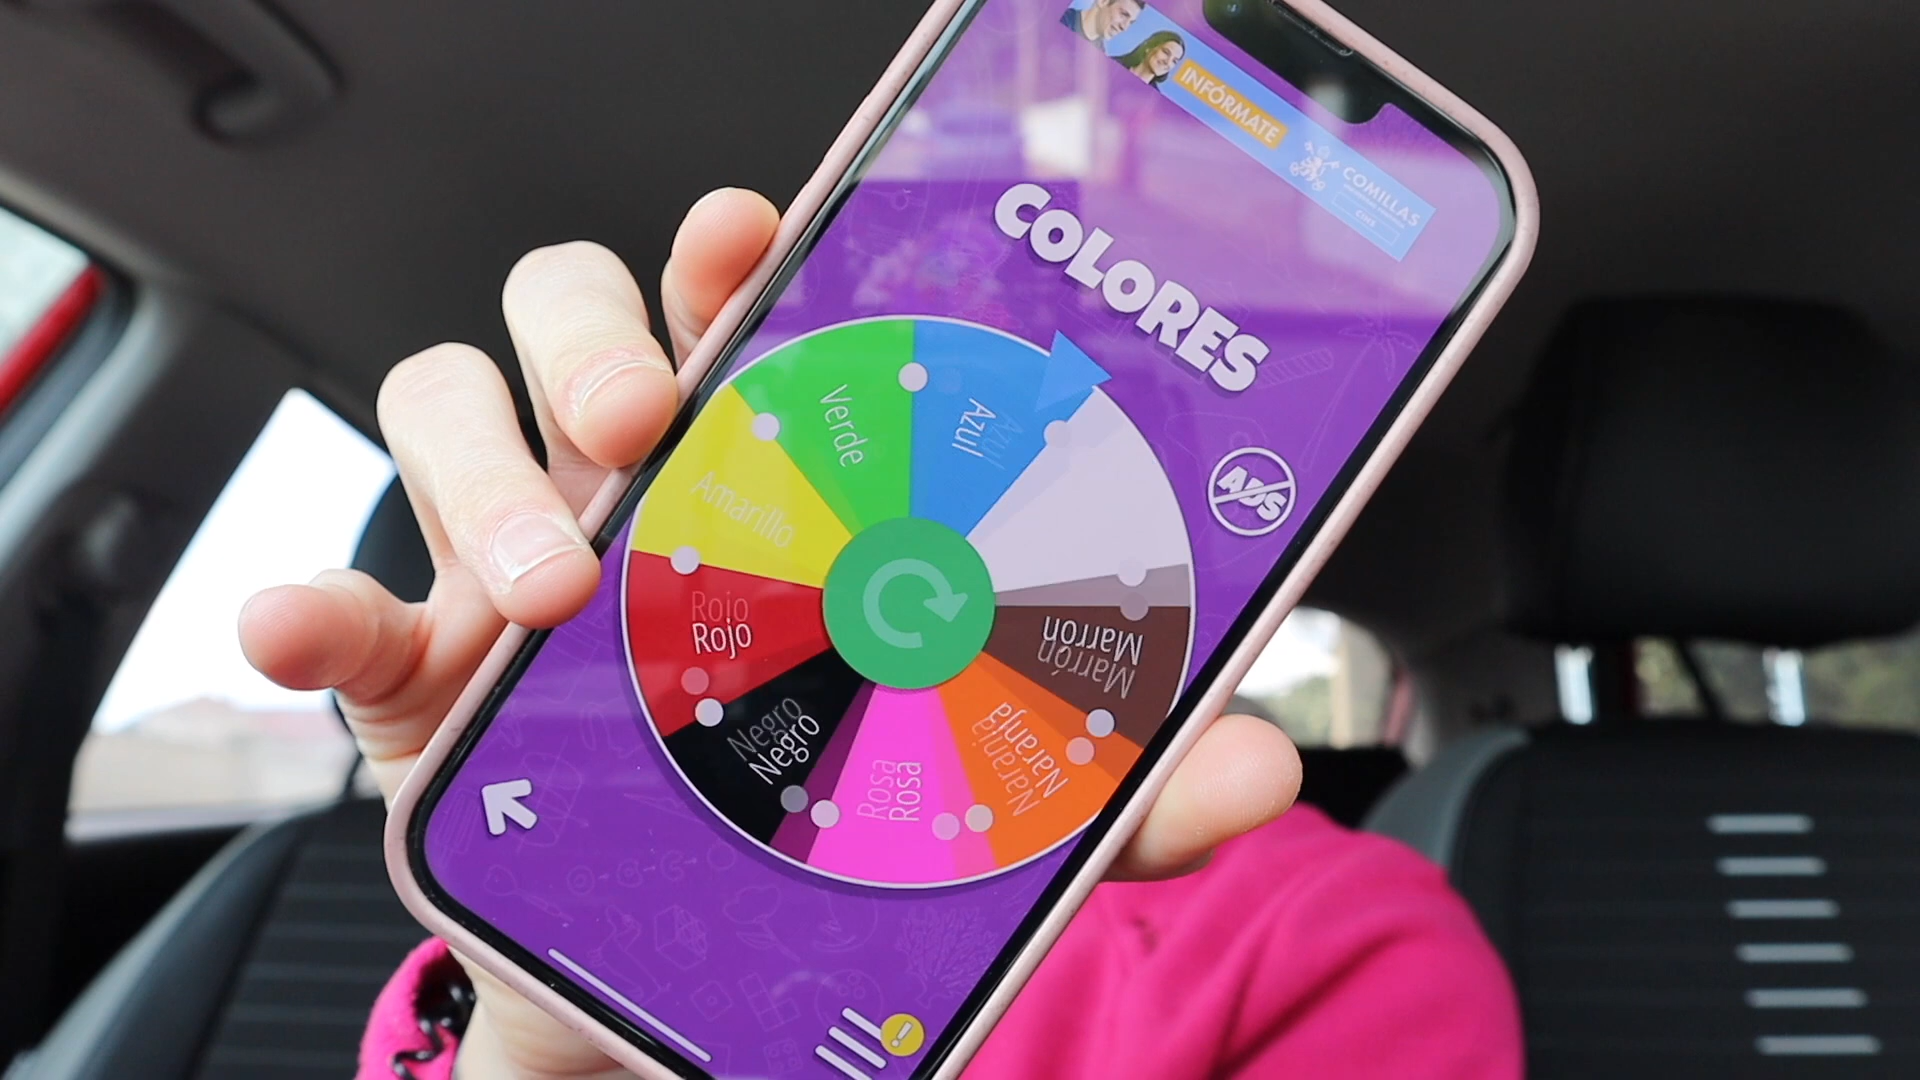 INFÓRMATE
COMILLAS
COLORES
ADS
Azul
Verde
Amarillo
Rojo
Negro
Rosa
Naranja
Marrón
!